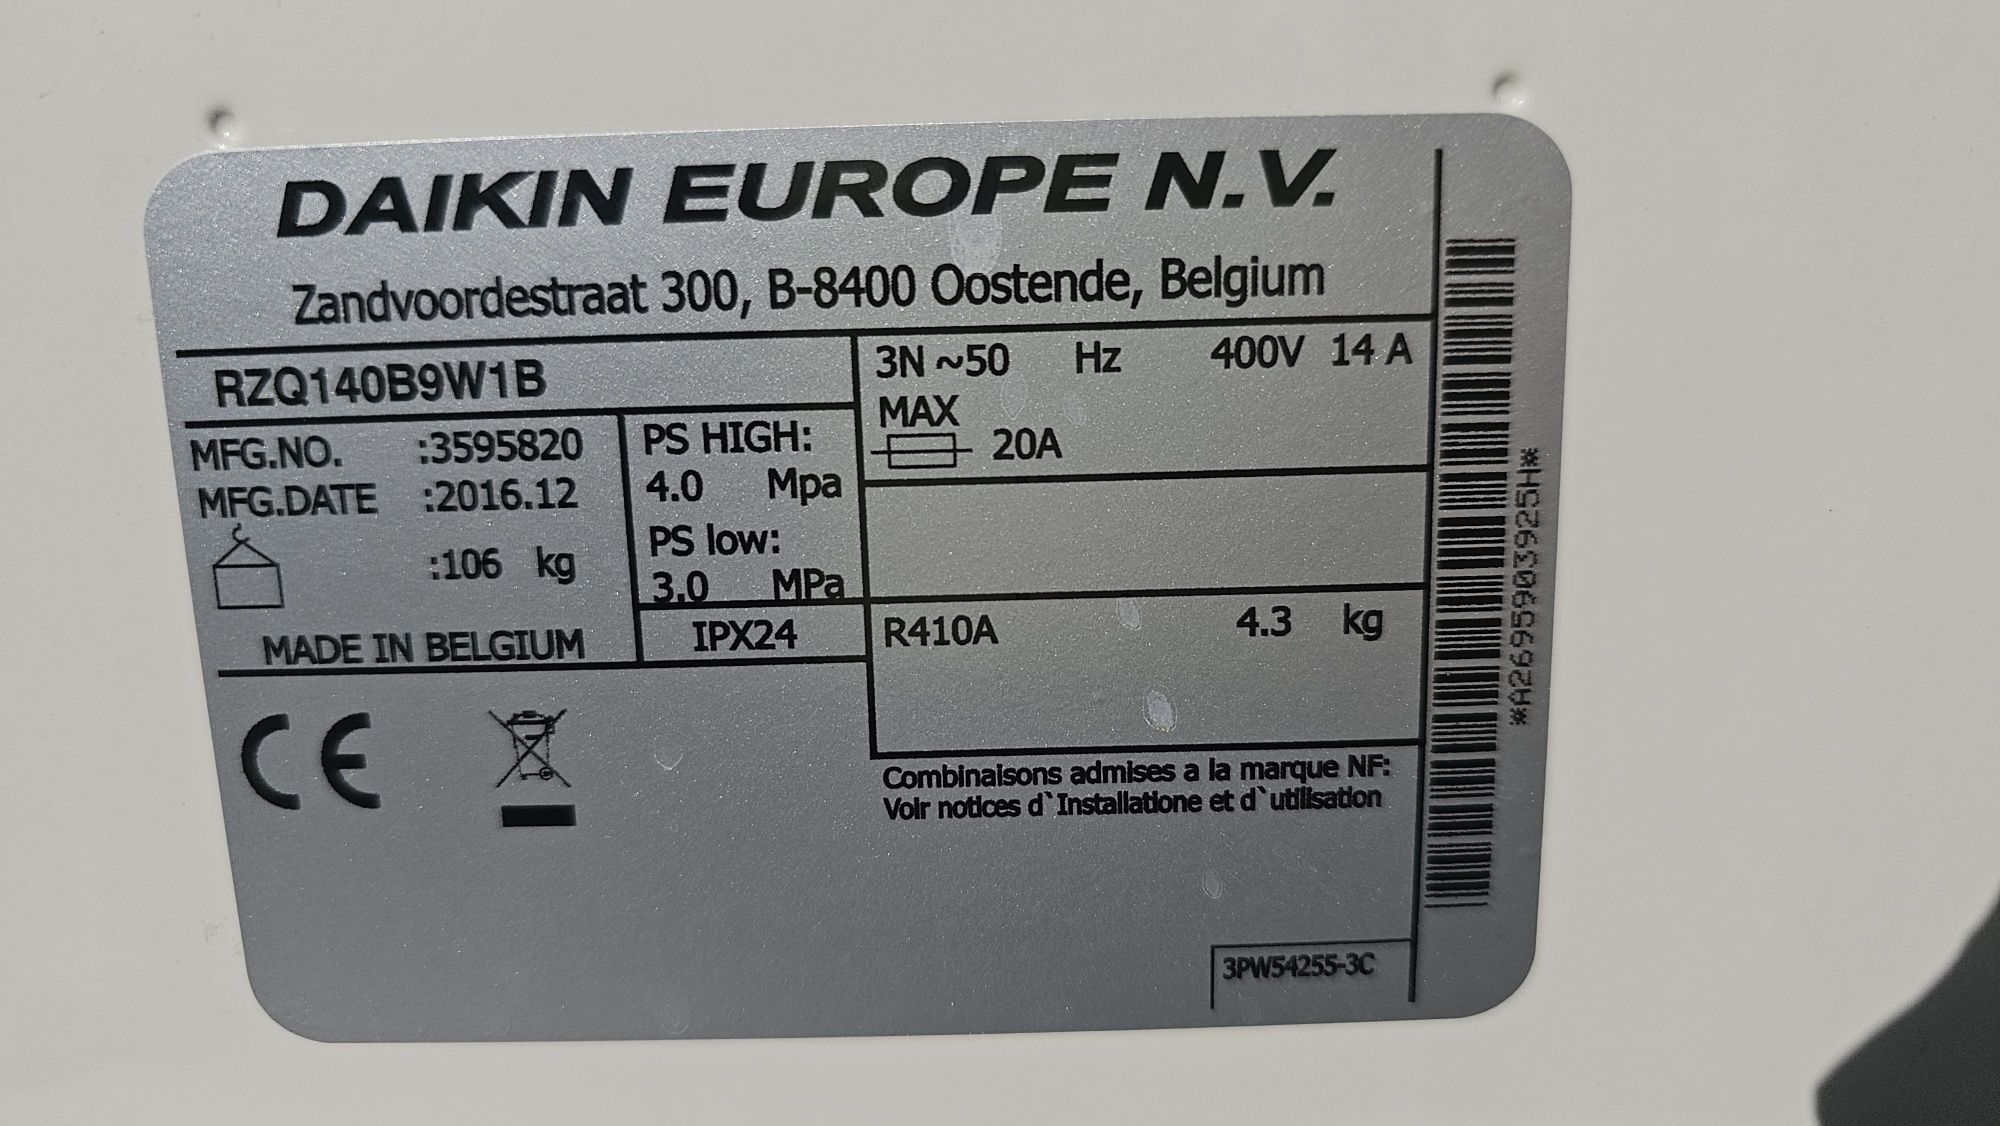 DAIKIN EUROPE N.V.
Zandvoordestraat 300, B-8400 Oostende, Belgium
RZQ140B9W1B
3N ~50 Hz 400V 14 A
MAX
20A
MFG.NO. :3595820
MFG.DATE :2016.12
:106 kg
MADE IN BELGIUM
PS HIGH:
4.0 Mpa
PS low:
3.0 MPa
IPX24
R410A 4.3 kg
CE
Combinaisons admises a la marque NF:
Voir notices d`Installatione et d`utilisation
3PW54255-3C
*A2695903925H*